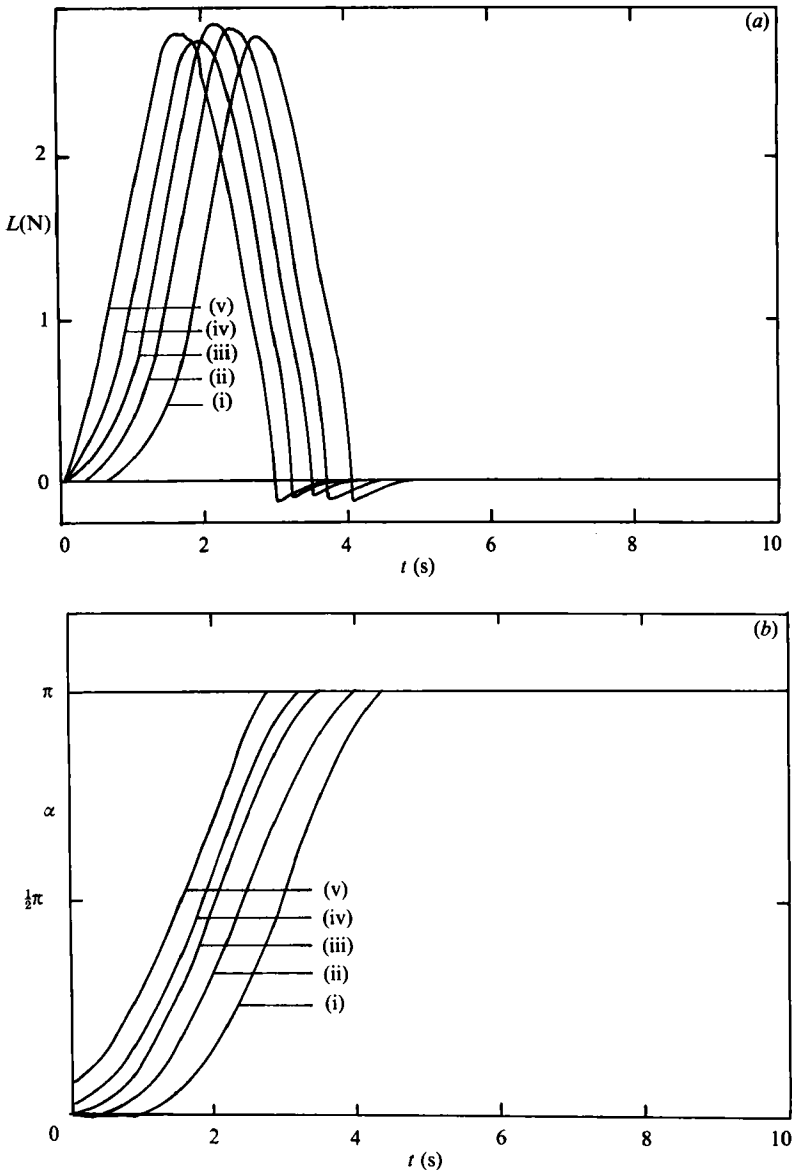 (a)
2
L(N)
1
(v)
(iv)
(iii)
(ii)
(i)
0
0 2 4 6 8 10
t (s)
(b)
π
α
½π
(v)
(iv)
(iii)
(ii)
(i)
0 2 4 6 8 10
t (s)